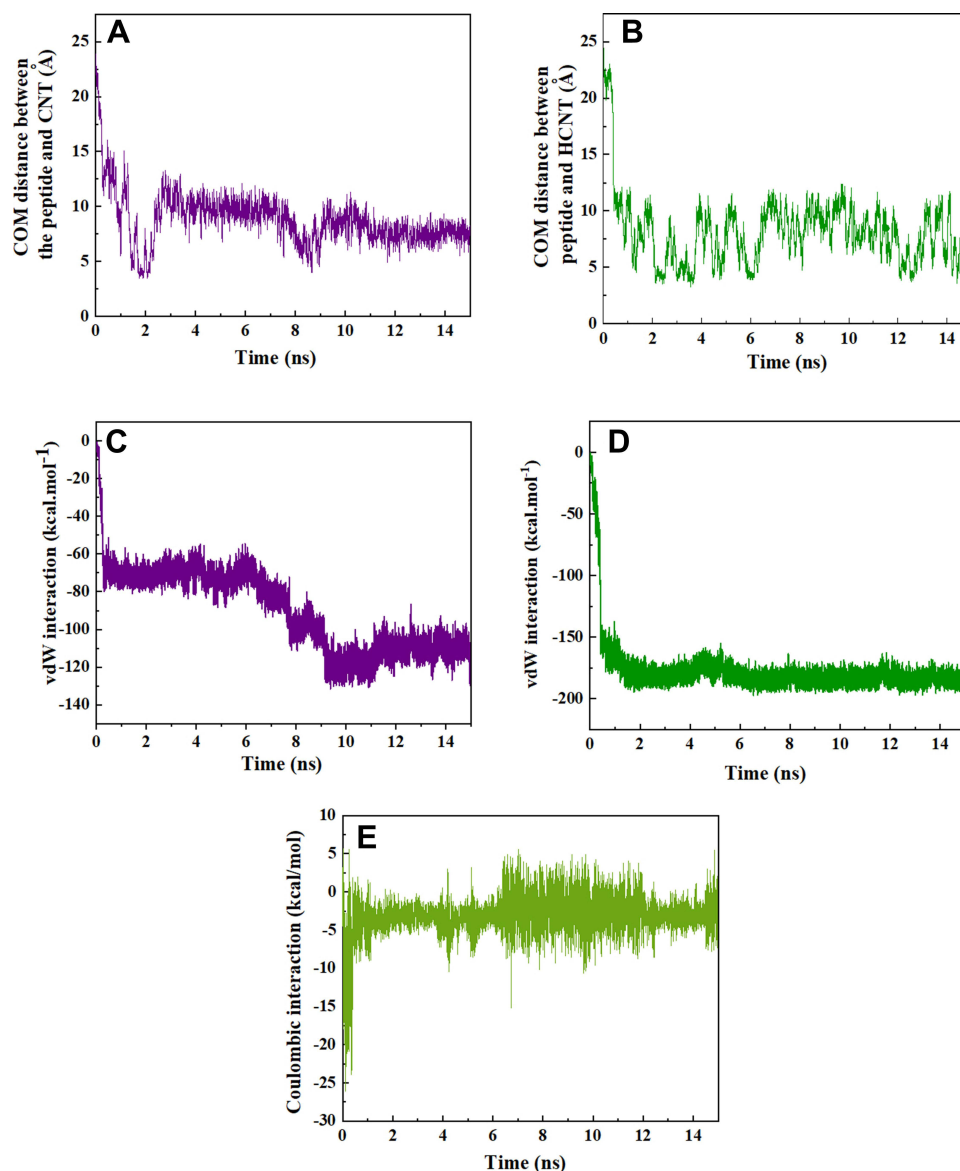 A
COM distance between
the peptide and CNT (Å)
25
20
15
10
5
0
0 2 4 6 8 10 12 14
Time (ns)
B
COM distance between
peptide and HCNT (Å)
25
20
15
10
5
0
0 2 4 6 8 10 12 14
Time (ns)
C
vdW interaction (kcal.mol⁻¹)
0
-20
-40
-60
-80
-100
-120
-140
0 2 4 6 8 10 12 14
Time (ns)
D
vdW interaction (kcal.mol⁻¹)
0
-50
-100
-150
-200
0 2 4 6 8 10 12 14
Time (ns)
E
Coulombic interaction (kcal/mol)
10
5
0
-5
-10
-15
-20
-25
-30
0 2 4 6 8 10 12 14
Time (ns)